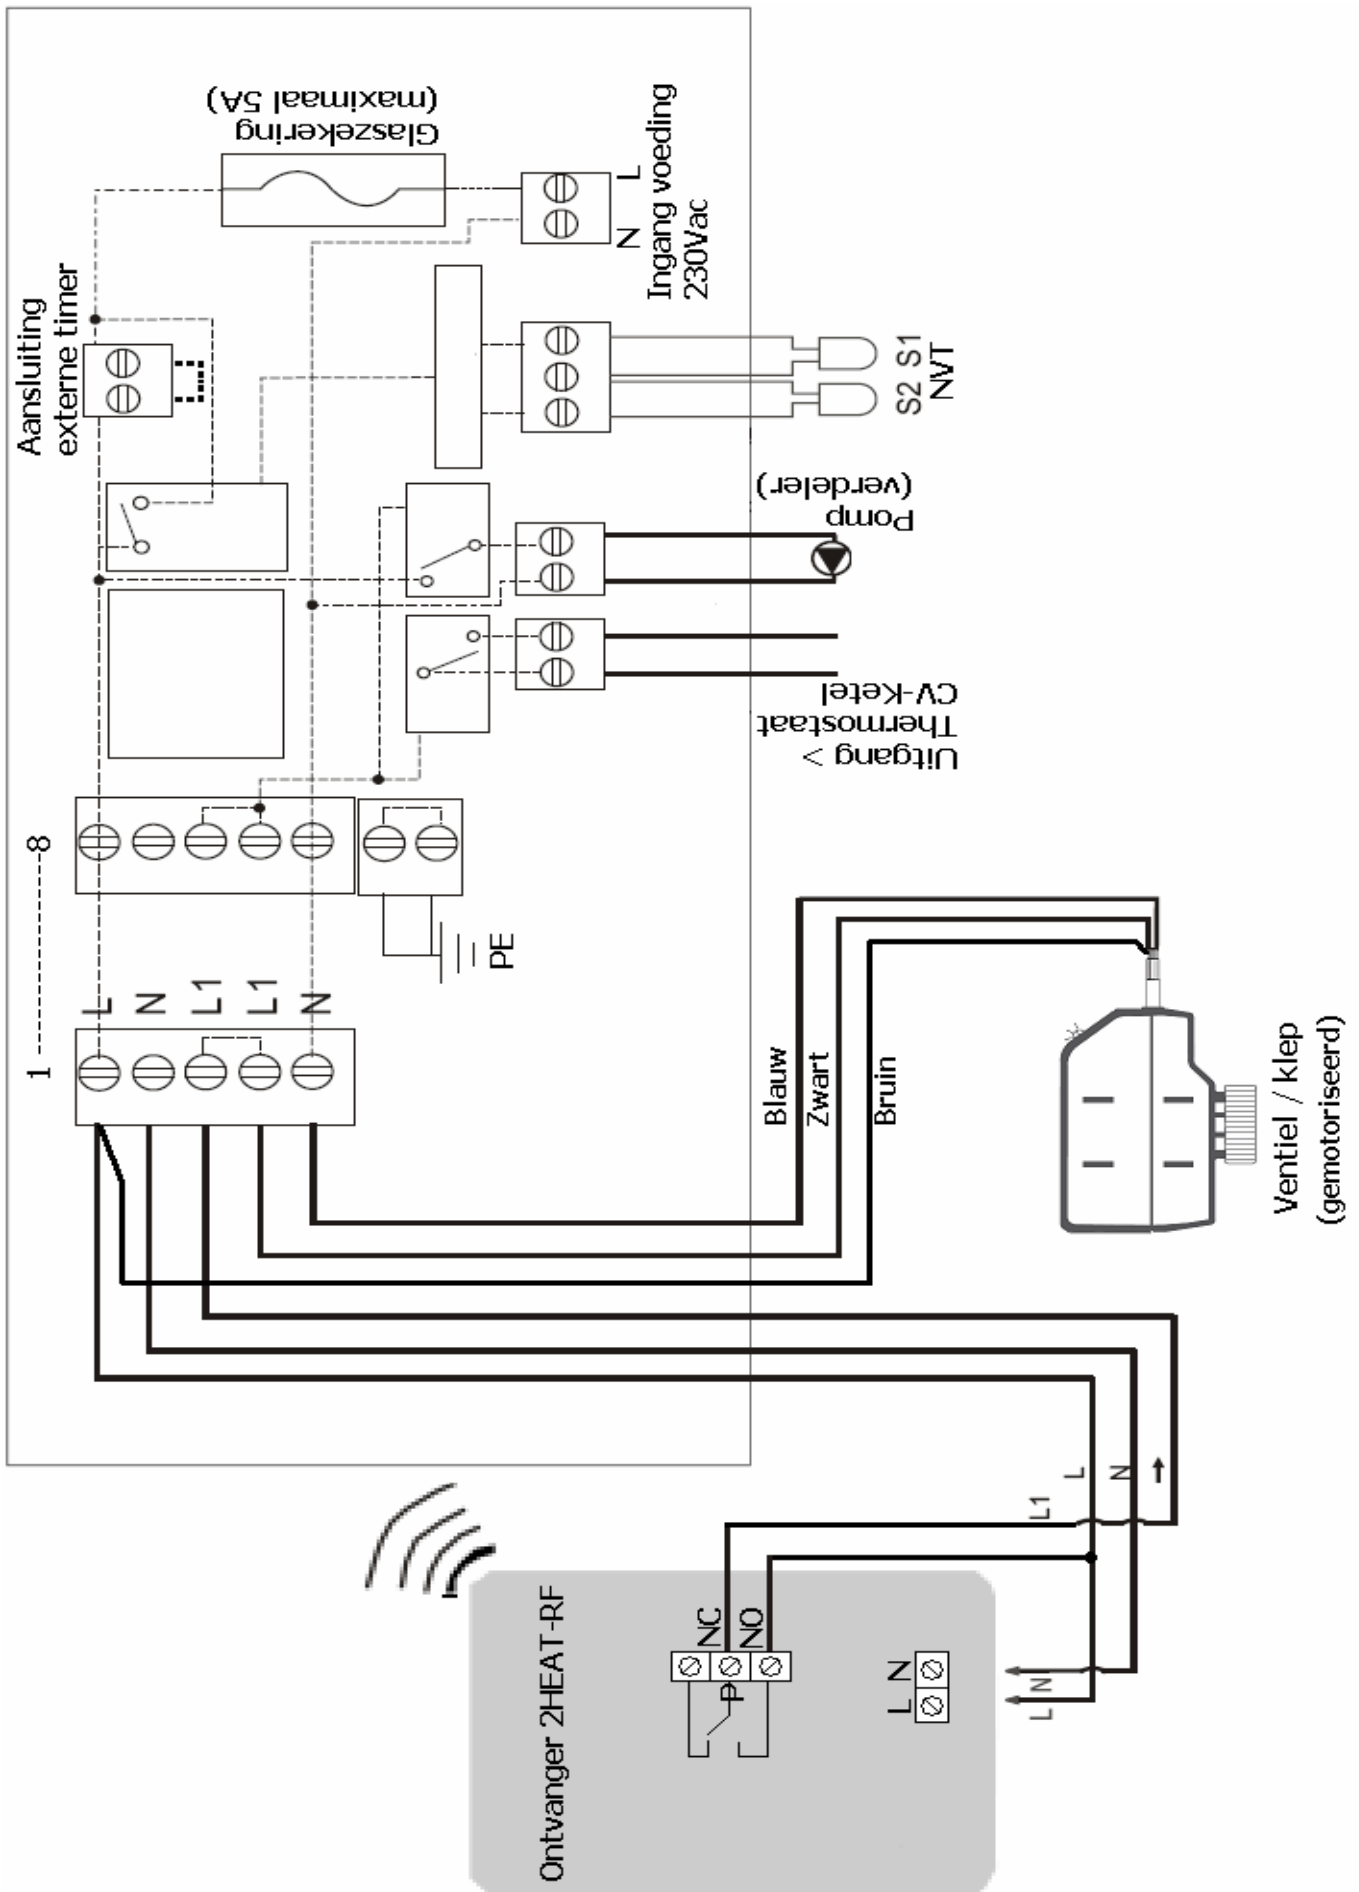 Glaszekering
(maximaal 5A)
L
N
Ingang voeding
230Vac
Aansluiting
externe timer
S1
S2
NVT
Pomp
(verdeler)
Uitgang >
Thermostaat
CV-Ketel
1 ----------8
PE
L
N
L1
L1
N
Blauw
Zwart
Bruin
Ventiel / klep
(gemotoriseerd)
L1
L
N
Ontvanger 2HEAT-RF
NC
P
NO
L N
L N